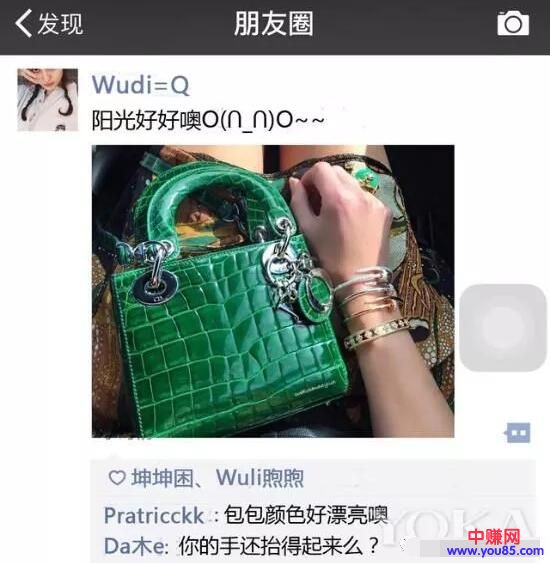 发现
朋友圈
Wudi=Q
阳光好好噢O(∩_∩)O~~
坤坤困、Wuli煦煦
Pratricckk：包包颜色好漂亮噢
Da木e: 你的手还抬得起来么？
YOKA
中赚网
www.you85.com